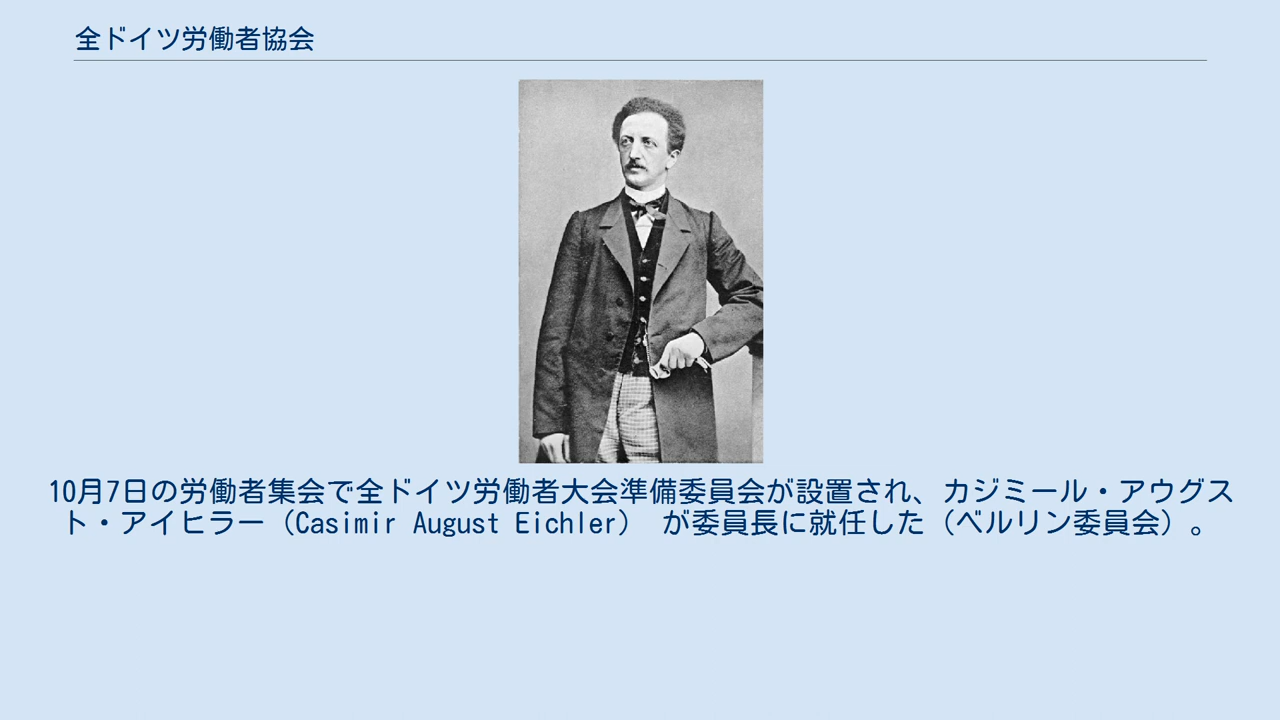 全ドイツ労働者協会
10月7日の労働者集会で全ドイツ労働者大会準備委員会が設置され、カジミール・アウグス
ト・アイヒラー（Casimir August Eichler） が委員長に就任した（ベルリン委員会）。